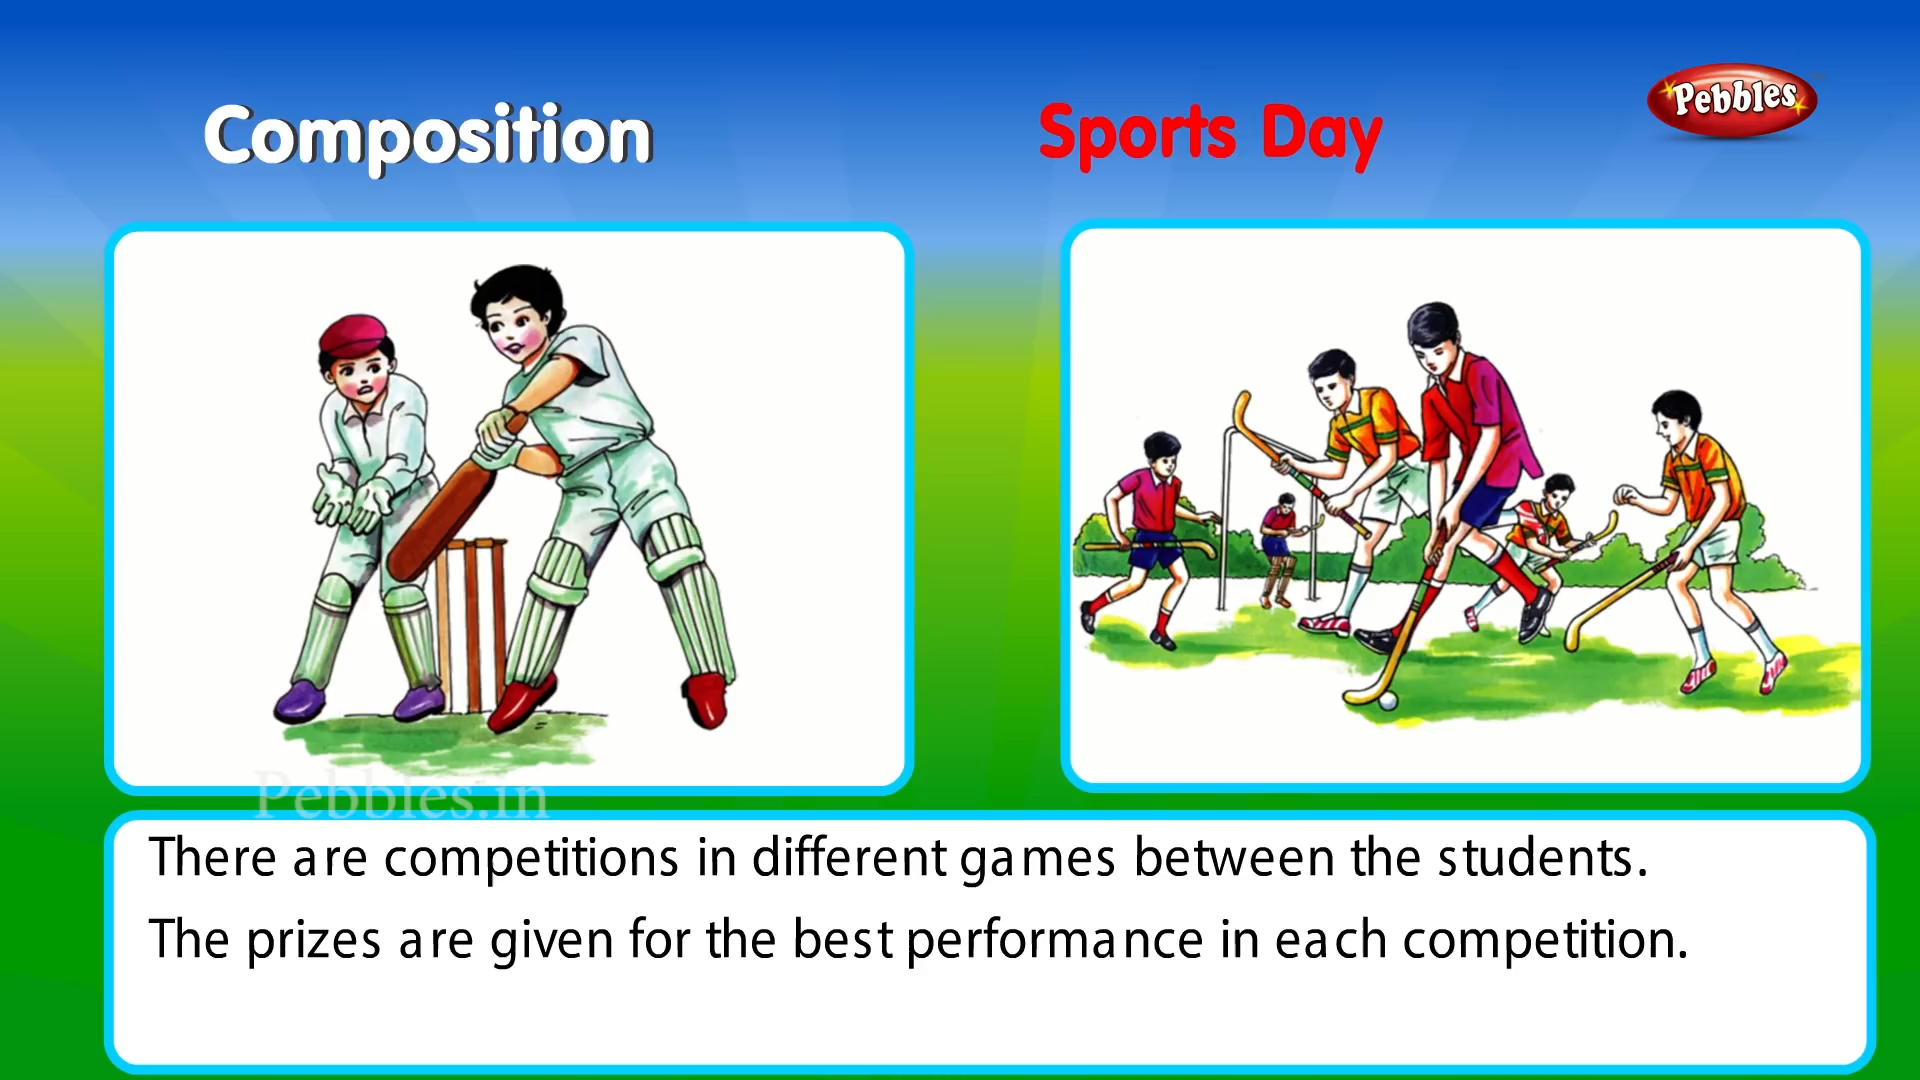 Composition
Sports Day
Pebbles
Pebbles.in
There are competitions in different games between the students.
The prizes are given for the best performance in each competition.